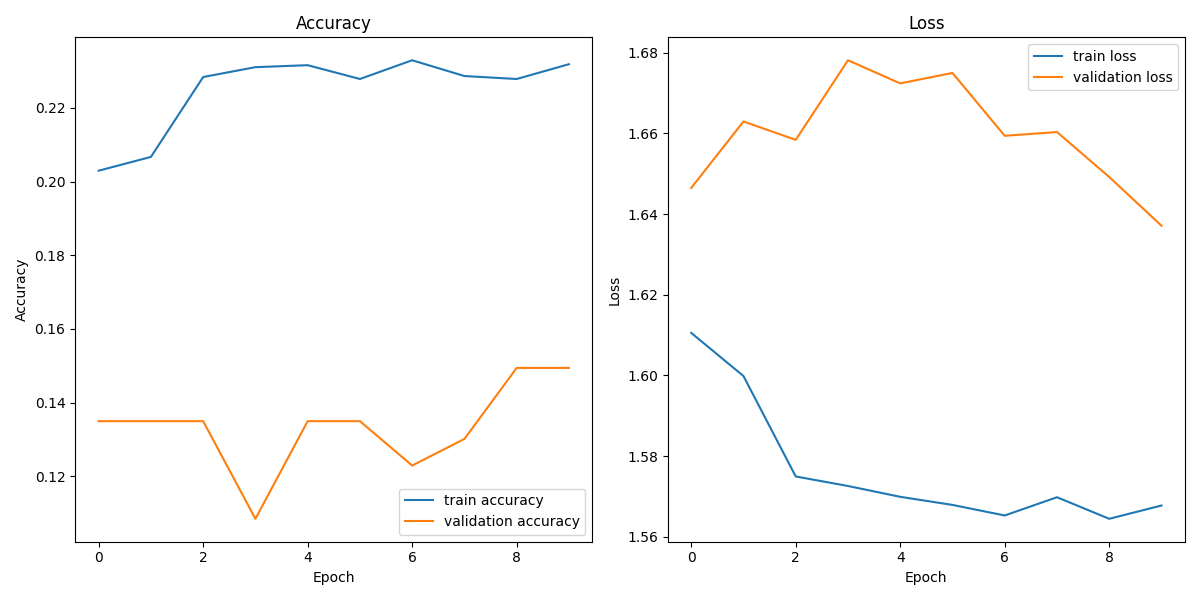 Accuracy
Accuracy
0.22
0.20
0.18
0.16
0.14
0.12
0 2 4 6 8
Epoch
train accuracy
validation accuracy
Loss
Loss
1.68
1.66
1.64
1.62
1.60
1.58
1.56
0 2 4 6 8
Epoch
train loss
validation loss